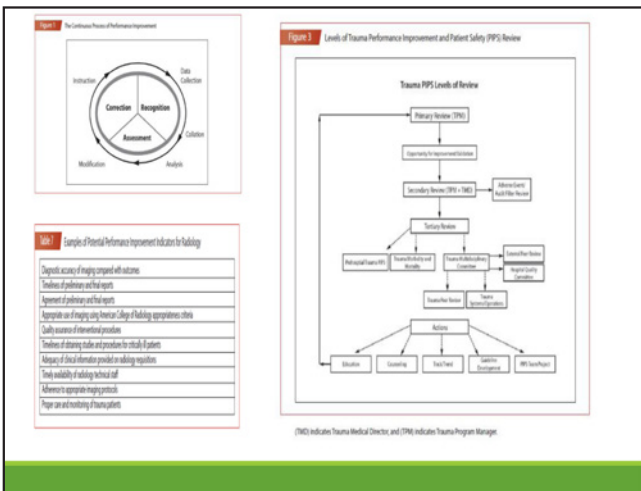 Figure 1 The Continuous Process of Performance Improvement
Instruction
Data
Collection
Correction
Recognition
Assessment
Collation
Modification
Analysis
Table 7 Examples of Potential Performance Improvement Indicators for Radiology
Diagnostic accuracy of imaging compared with outcomes
Timeliness of preliminary and final reports
Agreement of preliminary and final reports
Appropriate use of imaging using American College of Radiology appropriateness criteria
Quality assurance of interventional procedures
Timeliness of obtaining studies and procedures for critically ill patients
Adequacy of clinical information provided on radiology requisitions
Timely availability of radiology technical staff
Adherence to appropriate imaging protocols
Proper care and monitoring of trauma patients
Figure 3 Levels of Trauma Performance Improvement and Patient Safety (PIPS) Review
Trauma PIPS Levels of Review
Primary Review (TPM)
Opportunity for Improvement
Secondary Review (TPM + TMD)
Adverse Event/
Audit Filter Review
Tertiary Review
Prehospital Trauma PIPS
Trauma Morbidity and
Mortality
Trauma Multidisciplinary
Committee
External Peer Review
Hospital Quality
Committee
Trauma Peer Review
Trauma
Systems/Operations
Actions
Education
Counseling
Track/Trend
Guideline
Development
PIPS Team/Project
(TMD) indicates Trauma Medical Director, and (TPM) indicates Trauma Program Manager.